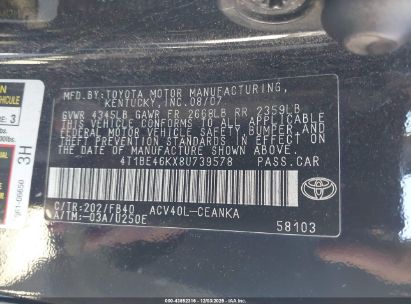 MFD.BY:TOYOTA MOTOR MANUFACTURING,
KENTUCKY,INC. 08/07
GVWR 4345LB GAWR FR 2668LB RR 2359LB
THIS VEHICLE CONFORMS TO ALL APPLICABLE
FEDERAL MOTOR VEHICLE SAFETY, BUMPER, AND
THEFT PREVENTION STANDARDS IN EFFECT ON
THE DATE OF MANUFACTURE SHOWN ABOVE.
4T1BE46KX8U739578 PASS.CAR
C/TR:202/FB40 ACV40L-CEANKA
A/TM:-03A/U250E
58103
TOYOTA
3
3H